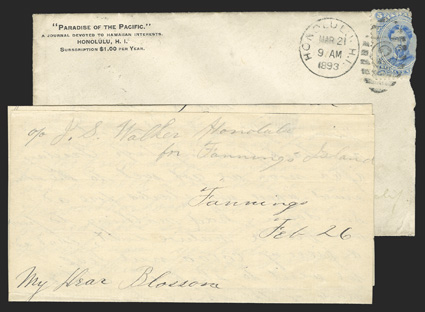 "PARADISE OF THE PACIFIC."
A JOURNAL DEVOTED TO HAWAIIAN INTERESTS.
HONOLULU, H. I.
SUBSCRIPTION $1.00 PER YEAR.
HONOLULU. H.I.
MAR 21
9 AM
1893
c/o J. S. Walker Honolulu
for Fanning's Island
Fannings
Feb 26
My Dear Blossom